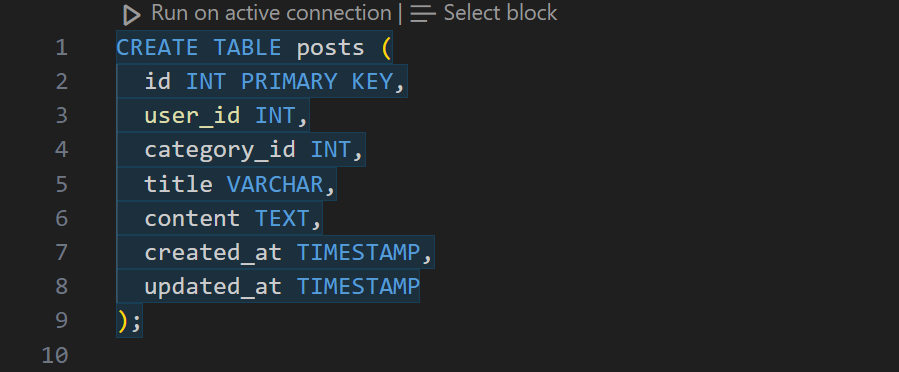 Run on active connection | Select block
1 CREATE TABLE posts (
2 id INT PRIMARY KEY,
3 user_id INT,
4 category_id INT,
5 title VARCHAR,
6 content TEXT,
7 created_at TIMESTAMP,
8 updated_at TIMESTAMP
9 );
10